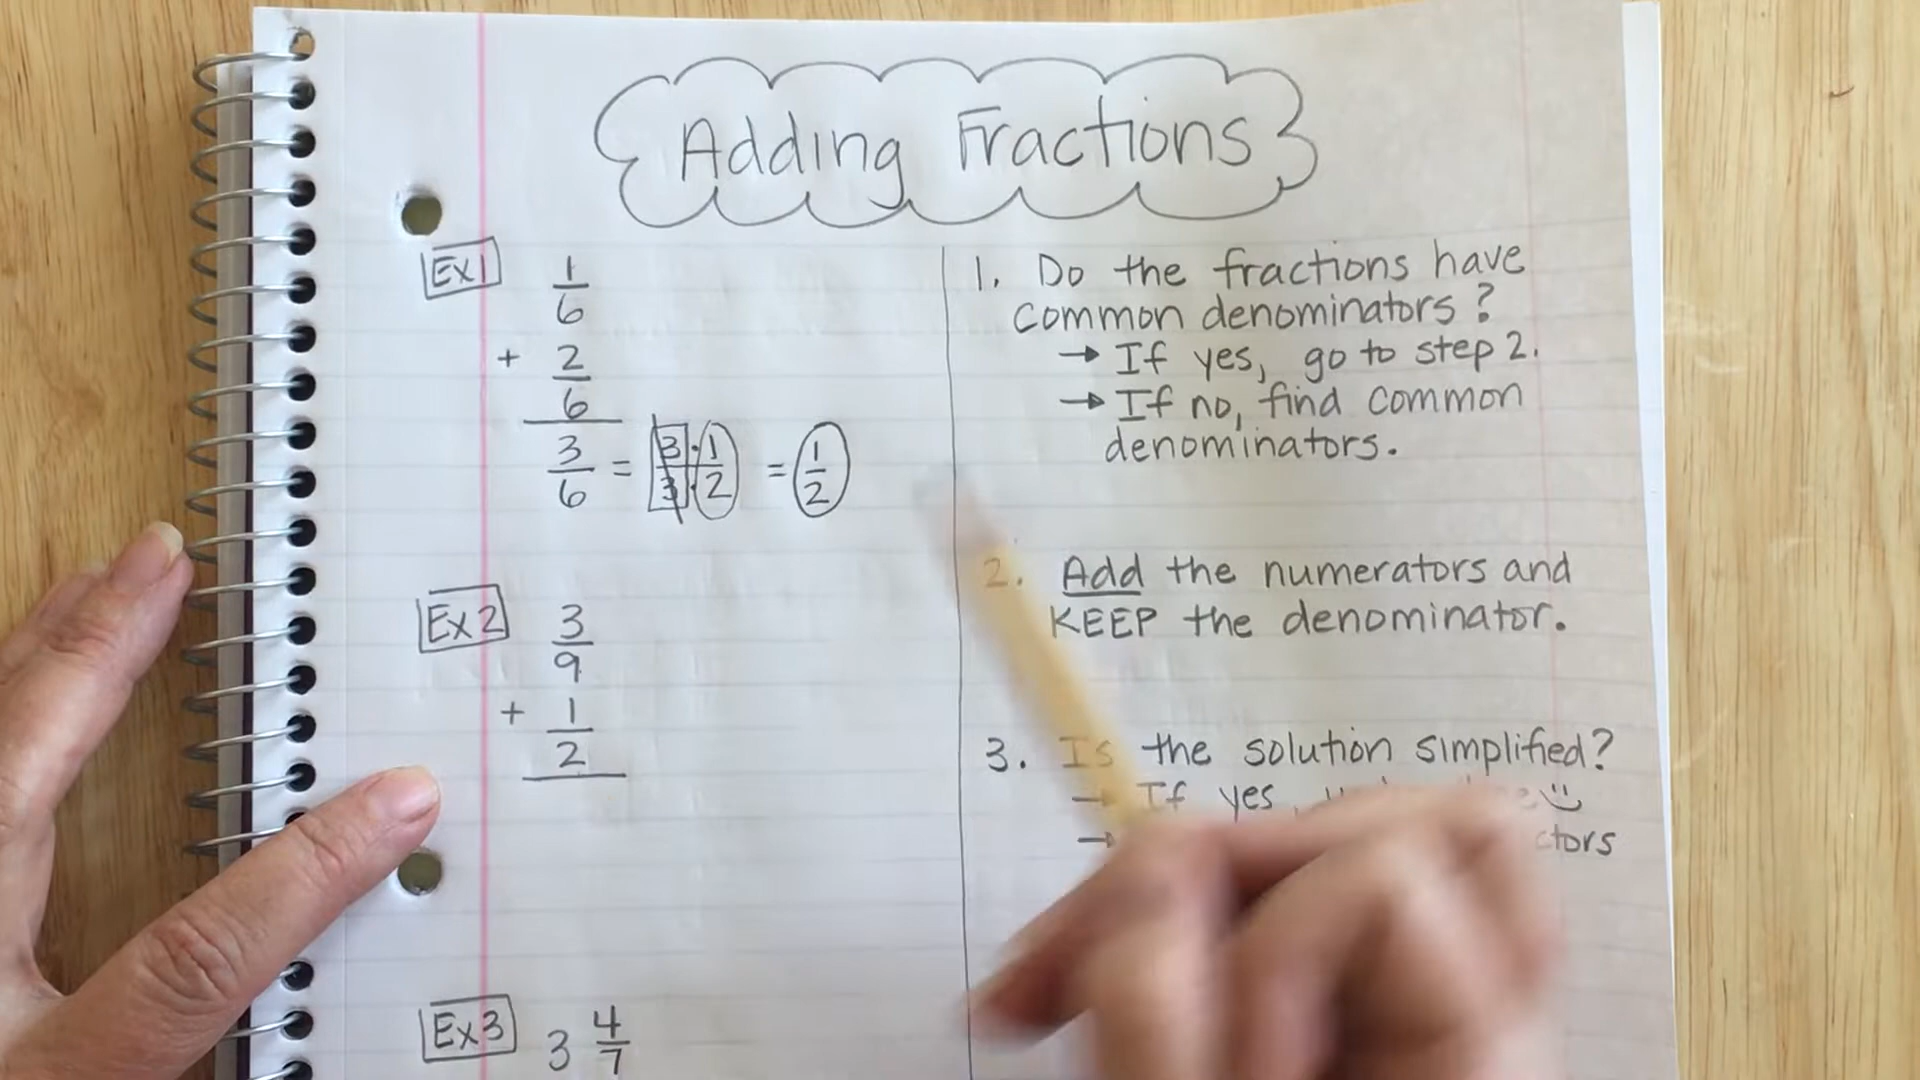 Adding Fractions
Ex1
1
6
+ 2
6
3
6 = 3/3 · 1/2 = 1/2
1. Do the fractions have
common denominators?
→ If yes, go to step 2.
→ If no, find common
denominators.
Ex2
3
9
+ 1
2
2. Add the numerators and
KEEP the denominator.
3. Is the solution simplified?
→ If yes,
→
Ex3 3 4/7